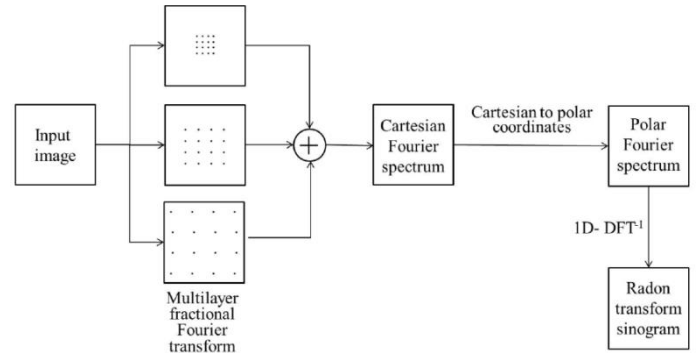 Input
image
Multilayer
fractional
Fourier
transform
+
Cartesian
Fourier
spectrum
Cartesian to polar
coordinates
Polar
Fourier
spectrum
1D- DFT⁻¹
Radon
transform
sinogram